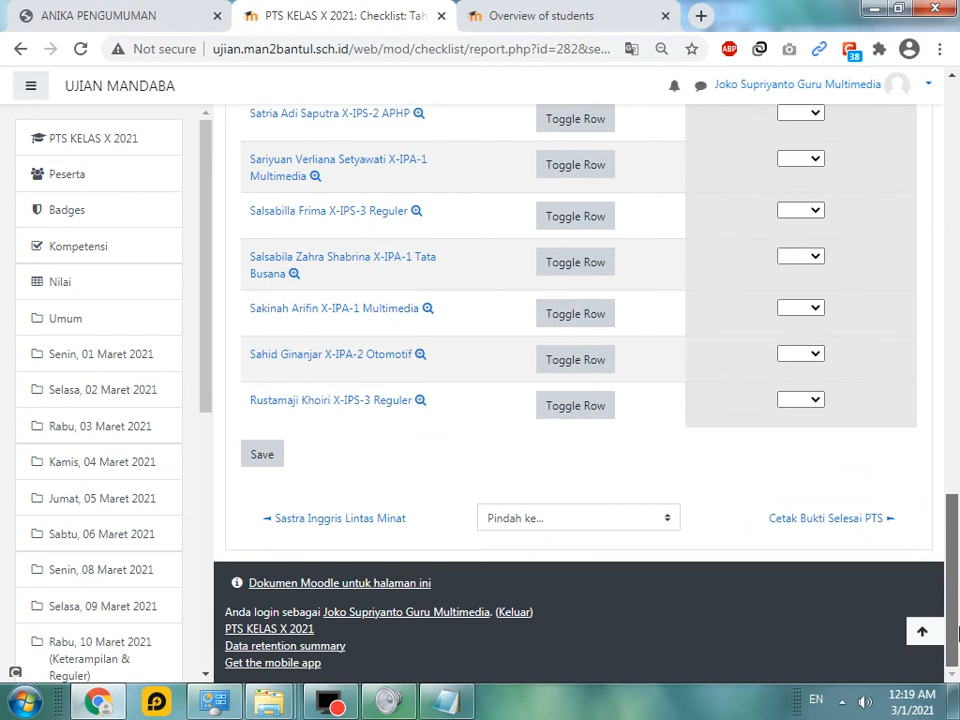 ANIKA PENGUMUMAN
PTS KELAS X 2021: Checklist: Tah
Overview of students
Not secure
ujian.man2bantul.sch.id/web/mod/checklist/report.php?id=282&se...
ABP
38
UJIAN MANDABA
Joko Supriyanto Guru Multimedia
PTS KELAS X 2021
Peserta
Badges
Kompetensi
Nilai
Umum
Senin, 01 Maret 2021
Selasa, 02 Maret 2021
Rabu, 03 Maret 2021
Kamis, 04 Maret 2021
Jumat, 05 Maret 2021
Sabtu, 06 Maret 2021
Senin, 08 Maret 2021
Selasa, 09 Maret 2021
Rabu, 10 Maret 2021
(Keterampilan &
Reguler)
Satria Adi Saputra X-IPS-2 APHP
Toggle Row
Sariyuan Verliana Setyawati X-IPA-1
Multimedia
Toggle Row
Salsabilla Frima X-IPS-3 Reguler
Toggle Row
Salsabila Zahra Shabrina X-IPA-1 Tata
Busana
Toggle Row
Sakinah Arifin X-IPA-1 Multimedia
Toggle Row
Sahid Ginanjar X-IPA-2 Otomotif
Toggle Row
Rustamaji Khoiri X-IPS-3 Reguler
Toggle Row
Save
◄ Sastra Inggris Lintas Minat
Pindah ke...
Cetak Bukti Selesai PTS ►
Dokumen Moodle untuk halaman ini
Anda login sebagai Joko Supriyanto Guru Multimedia. (Keluar)
PTS KELAS X 2021
Data retention summary
Get the mobile app
EN
12:19 AM
3/1/2021